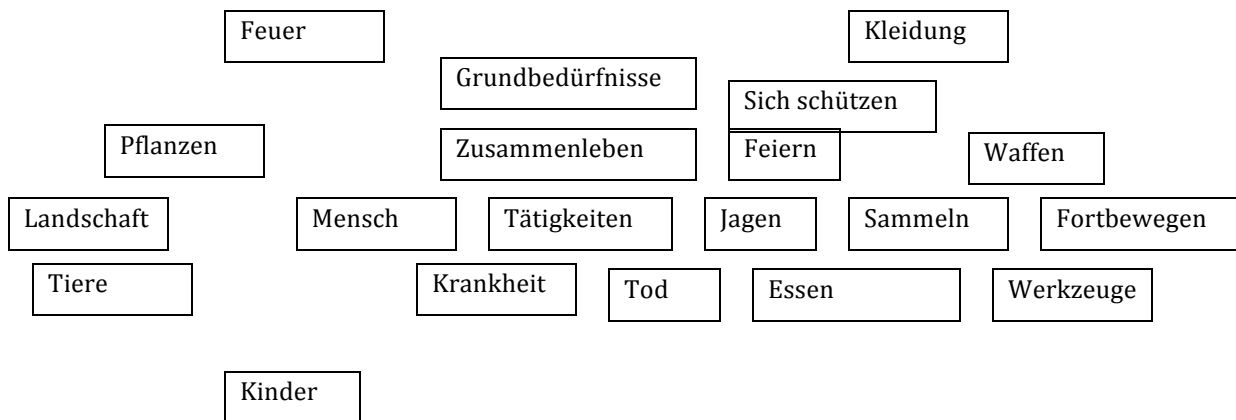 Feuer
Kleidung
Grundbedürfnisse
Sich schützen
Pflanzen
Zusammenleben
Feiern
Waffen
Landschaft
Mensch
Tätigkeiten
Jagen
Sammeln
Fortbewegen
Tiere
Krankheit
Tod
Essen
Werkzeuge
Kinder